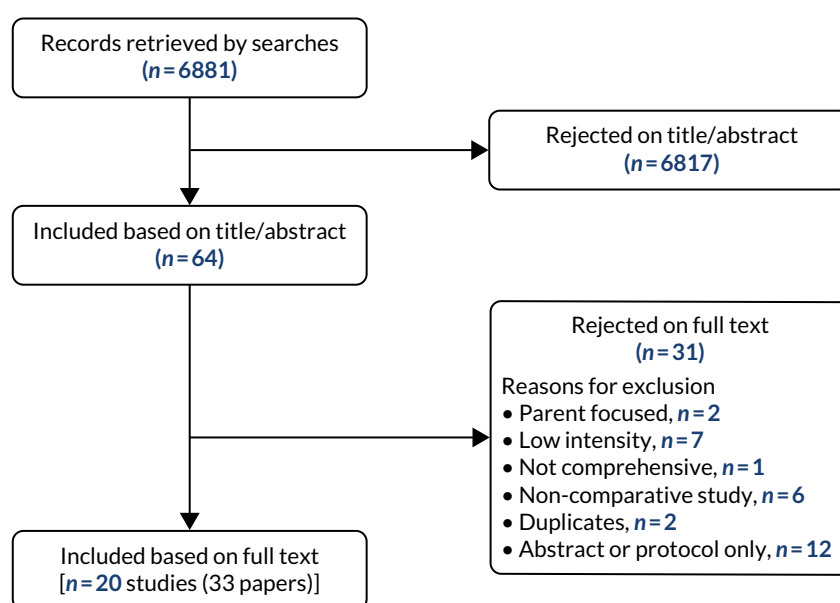 Records retrieved by searches
(n=6881)
Rejected on title/abstract
(n=6817)
Included based on title/abstract
(n=64)
Rejected on full text
(n=31)
Reasons for exclusion
• Parent focused, n=2
• Low intensity, n=7
• Not comprehensive, n=1
• Non-comparative study, n=6
• Duplicates, n=2
• Abstract or protocol only, n=12
Included based on full text
[n=20 studies (33 papers)]